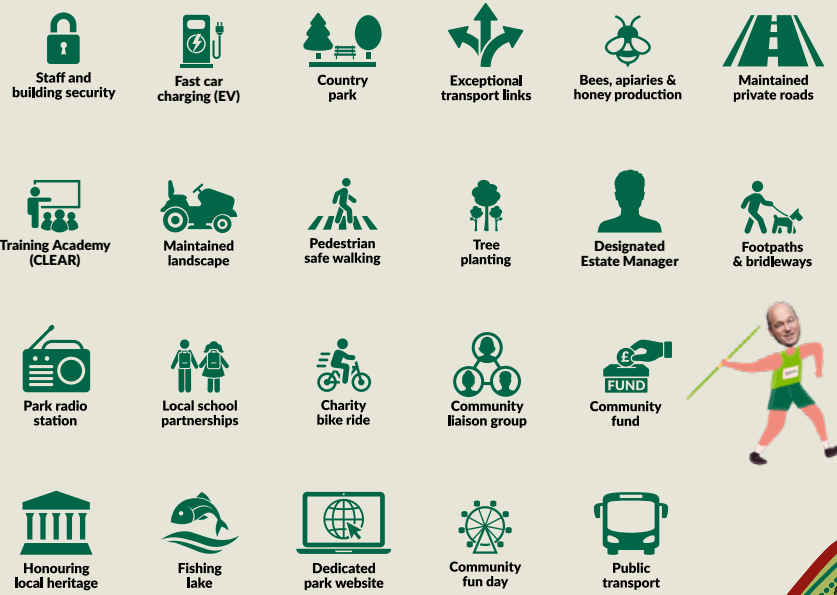 Staff and
building security
Fast car
charging (EV)
Country
park
Exceptional
transport links
Bees, apiaries &
honey production
Maintained
private roads
Training Academy
(CLEAR)
Maintained
landscape
Pedestrian
safe walking
Tree
planting
Designated
Estate Manager
Footpaths
& bridleways
Park radio
station
Local school
partnerships
Charity
bike ride
Community
liaison group
£
FUND
Community
fund
Honouring
local heritage
Fishing
lake
Dedicated
park website
Community
fun day
Public
transport